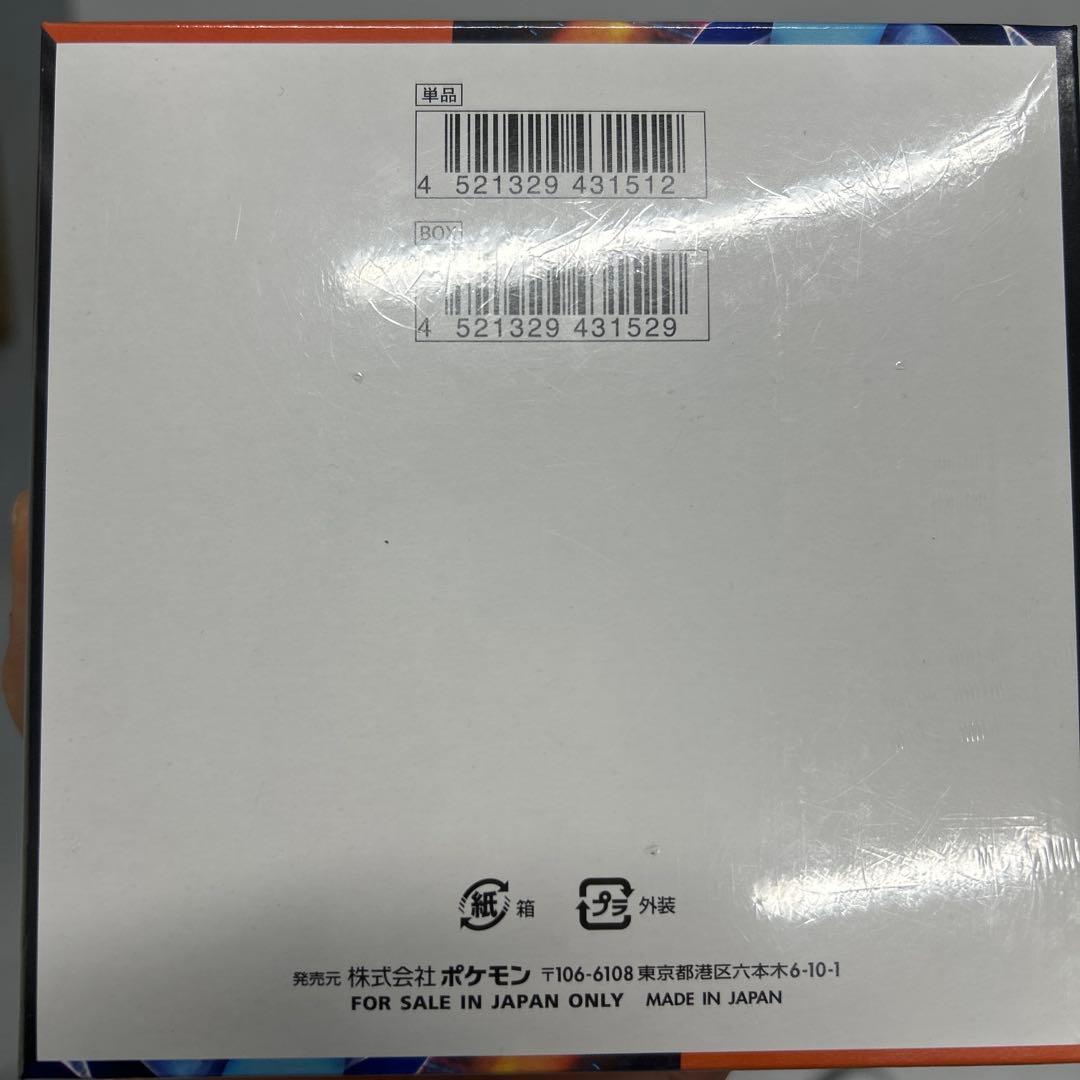 単品
4 521329 431512
BOX
4 521329 431529
紙 箱 プラ 外装
発売元 株式会社 ポケモン 〒106-6108 東京都港区六本木6-10-1
FOR SALE IN JAPAN ONLY MADE IN JAPAN